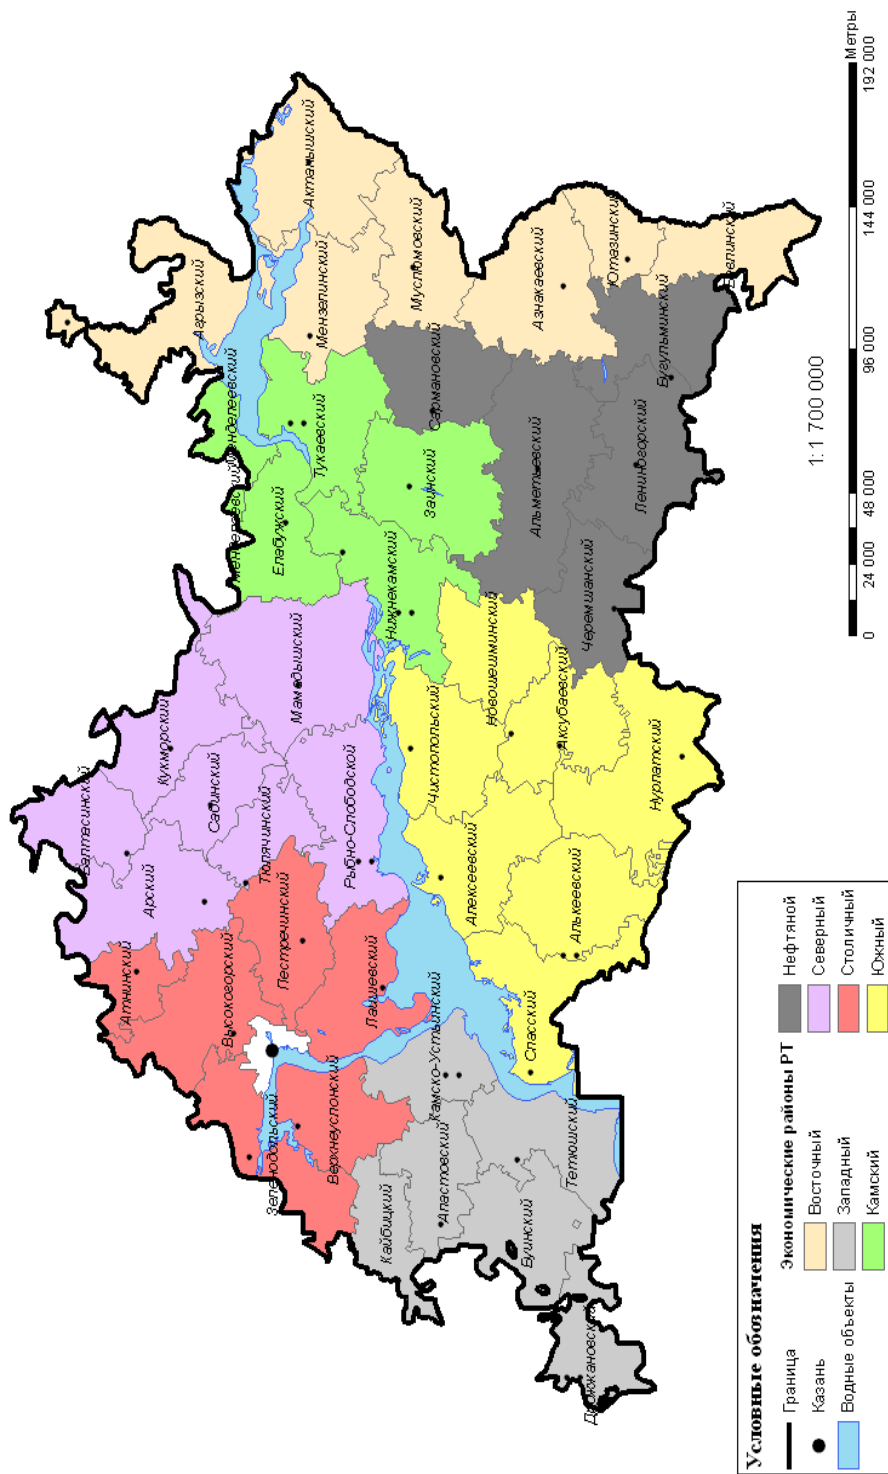 Агрызский
Актанышский
Менделеевский
Мензелинский
Тукаевский
Муслюмовский
Елабужский
Сармановский
Азнакаевский
Ютазинский
Бавлинский
Заинский
Нижнекамский
Альметьевский
Бугульминский
Лениногорский
Черемшанский
Мамадышский
Кукморский
Балтасинский
Сабинский
Арский
Тюлячинский
Рыбно-Слободской
Чистопольский
Новошешминский
Аксубаевский
Нурлатский
Алексеевский
Алькеевский
Спасский
Атнинский
Высокогорский
Пестречинский
Лаишевский
Зеленодольский
Верхнеуслонский
Камско-Устьинский
Кайбицкий
Апастовский
Тетюшский
Буинский
Дрожжановский
1:1 700 000
0 24 000 48 000 96 000 144 000 192 000
Метры
Условные обозначения
Граница
Казань
Водные объекты
Экономические районы РТ
Восточный
Западный
Камский
Нефтяной
Северный
Столичный
Южный